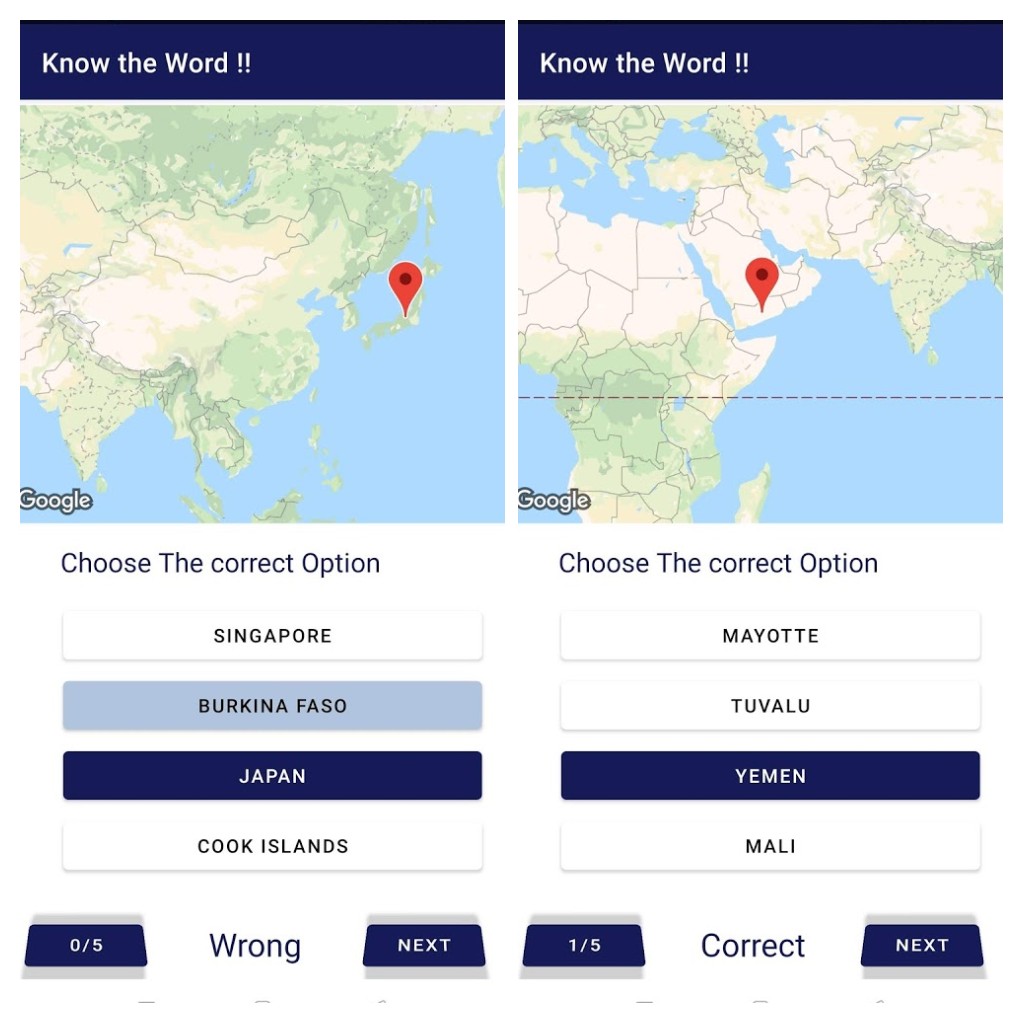 Know the Word !!
Google
Choose The correct Option
SINGAPORE
BURKINA FASO
JAPAN
COOK ISLANDS
0/5
Wrong
NEXT
Know the Word !!
Google
Choose The correct Option
MAYOTTE
TUVALU
YEMEN
MALI
1/5
Correct
NEXT